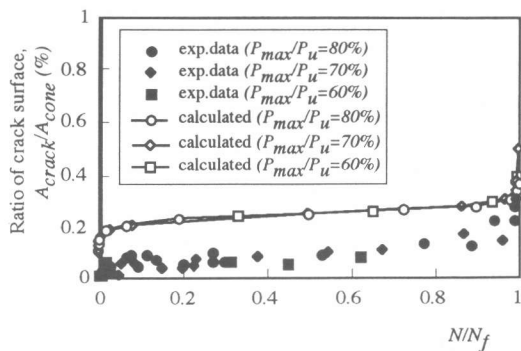 Ratio of crack surface,
A_crack/A_cone (%)
1
0.8
0.6
0.4
0.2
0
exp.data (P_max/P_u=80%)
exp.data (P_max/P_u=70%)
exp.data (P_max/P_u=60%)
calculated (P_max/P_u=80%)
calculated (P_max/P_u=70%)
calculated (P_max/P_u=60%)
0 0.2 0.4 0.6 0.8 1
N/N_f